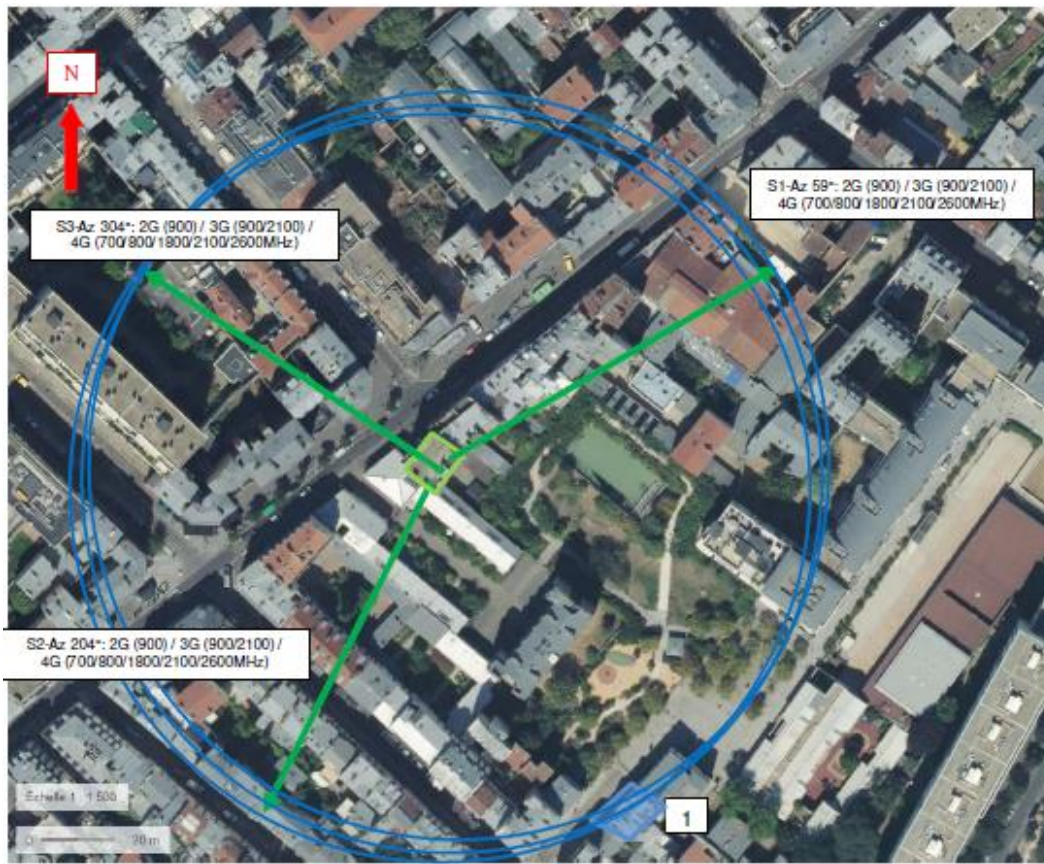 N
S1-Az 59°: 2G (900) / 3G (900/2100) /
4G (700/800/1800/2100/2600MHz)
S3-Az 304°: 2G (900) / 3G (900/2100) /
4G (700/800/1800/2100/2600MHz)
S2-Az 204°: 2G (900) / 3G (900/2100) /
4G (700/800/1800/2100/2600MHz)
Echelle 1 : 1 500
0 20 m
1